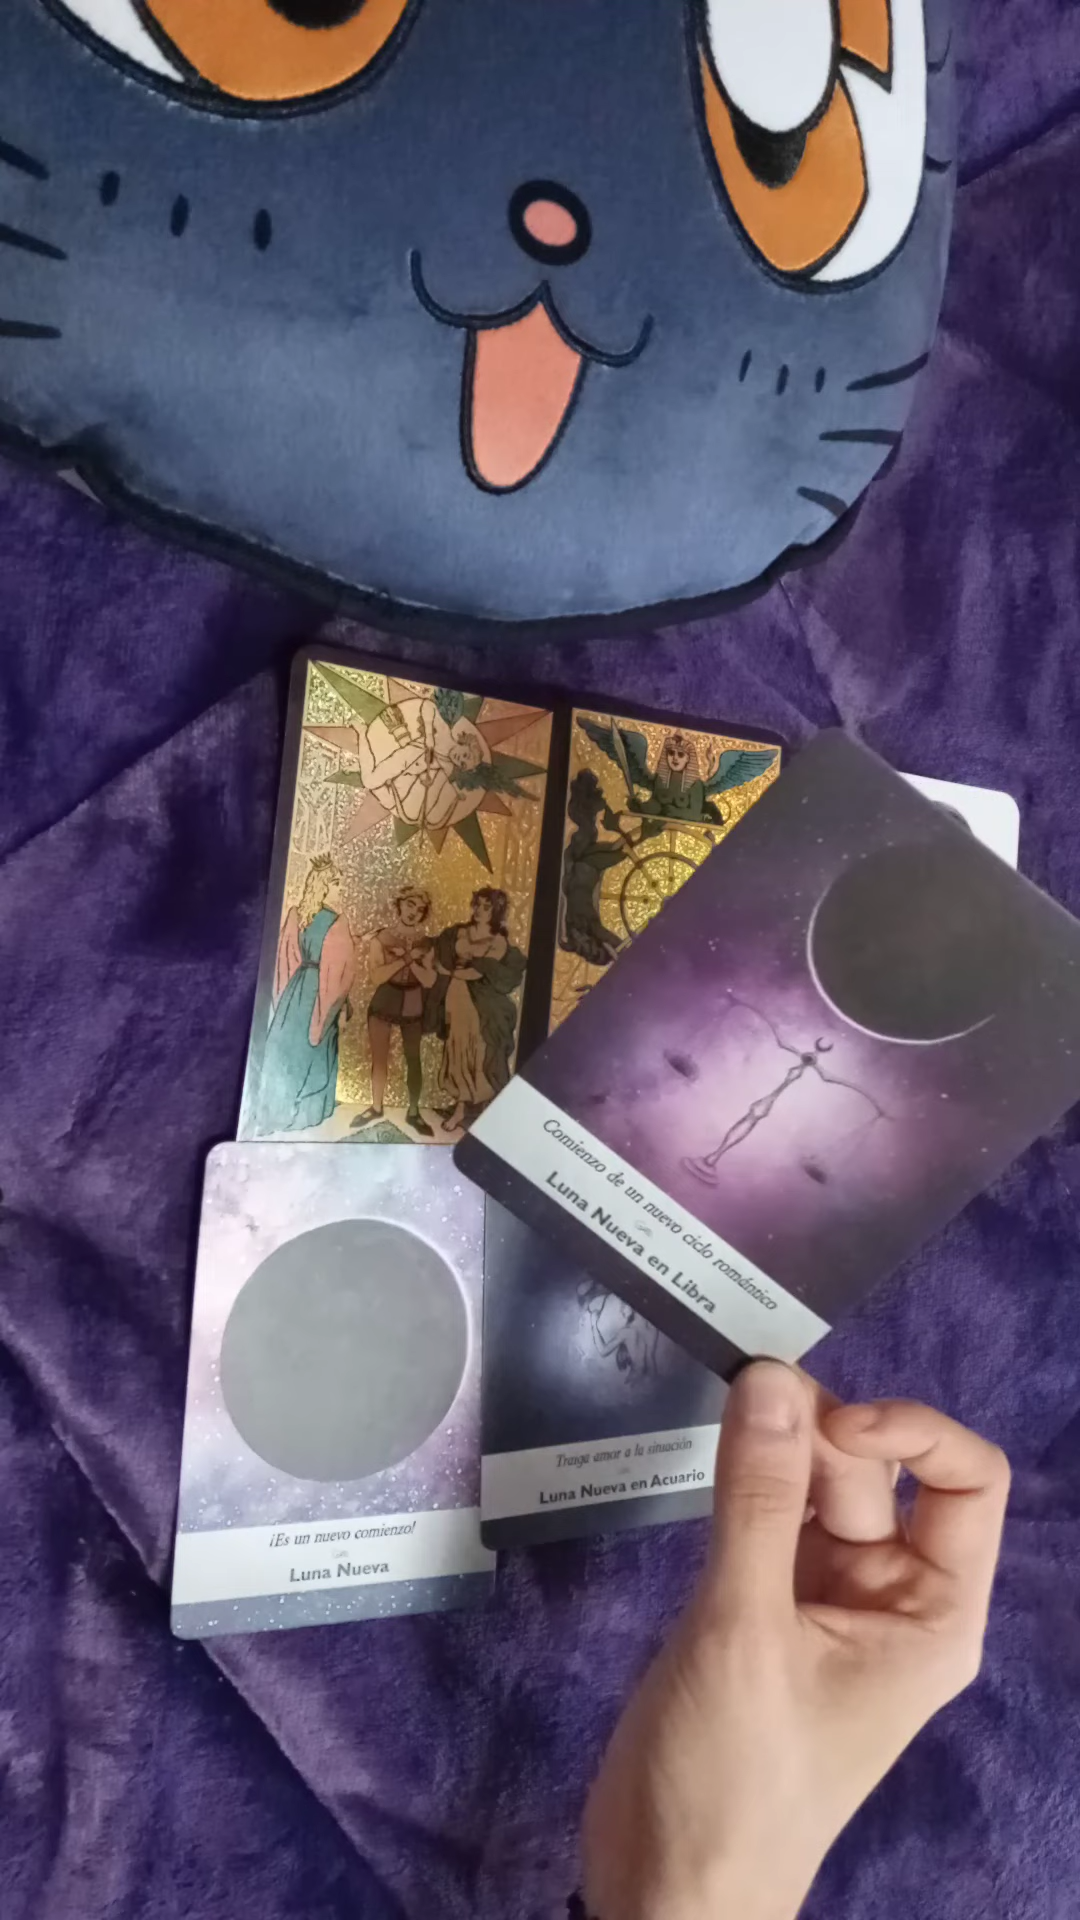 Comienzo de un nuevo ciclo romántico
Luna Nueva en Libra
¡Es un nuevo comienzo!
Luna Nueva
Traiga amor a la situación
Luna Nueva en Acuario